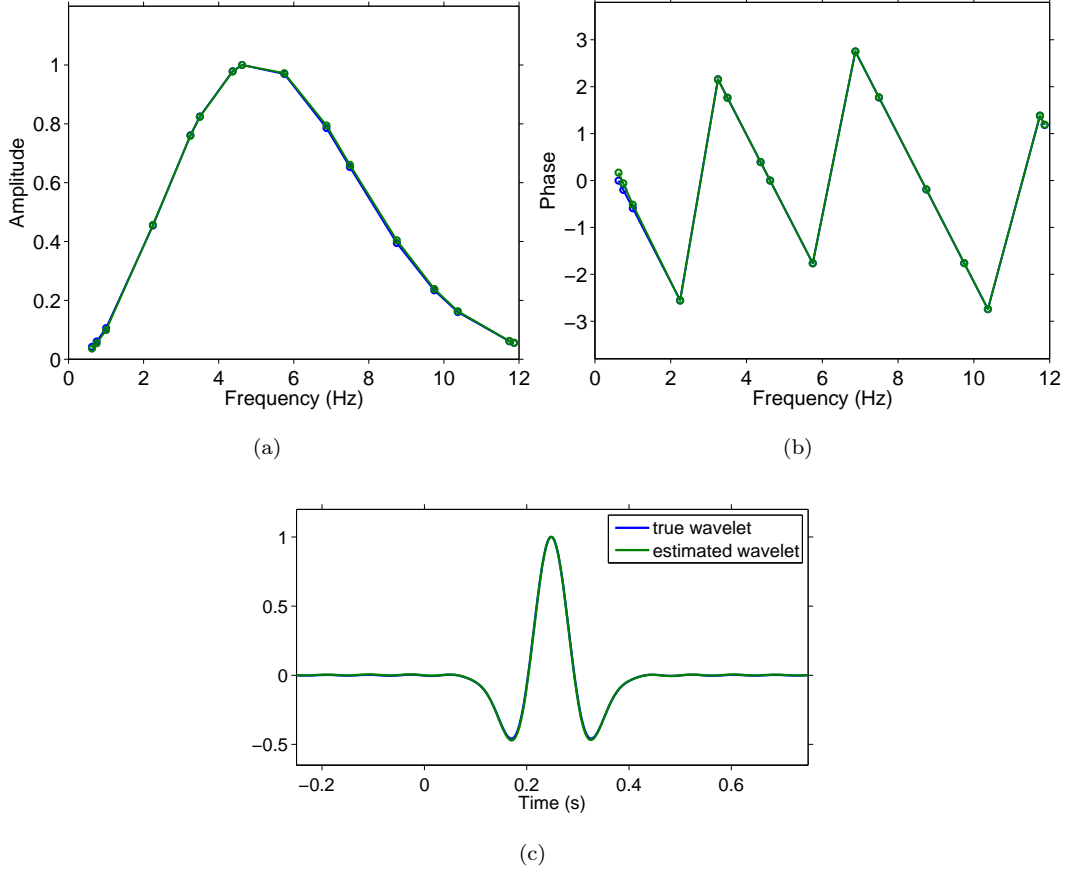 1
0.8
0.6
0.4
0.2
0
Amplitude
0 2 4 6 8 10 12
Frequency (Hz)
(a)
3
2
1
0
−1
−2
−3
Phase
0 2 4 6 8 10 12
Frequency (Hz)
(b)
true wavelet
estimated wavelet
1
0.5
0
−0.5
−0.2 0 0.2 0.4 0.6
Time (s)
(c)